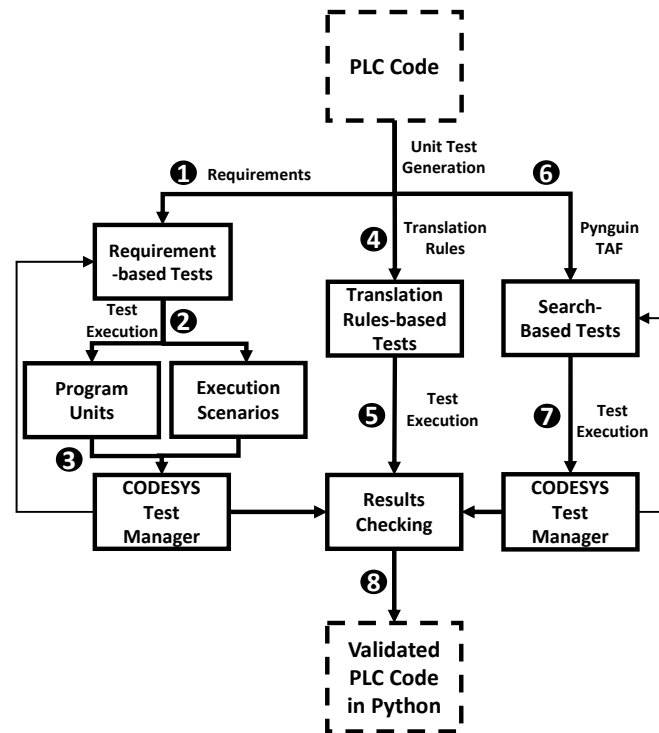 PLC Code
Unit Test
Generation
❶ Requirements
❻
Requirement
-based Tests
❹ Translation
Rules
Pynguin
TAF
Test
Execution
❷
Translation
Rules-based
Tests
Search-
Based Tests
Program
Units
Execution
Scenarios
❺ Test
Execution
❼ Test
Execution
❸
CODESYS
Test
Manager
Results
Checking
CODESYS
Test
Manager
❽
Validated
PLC Code
in Python